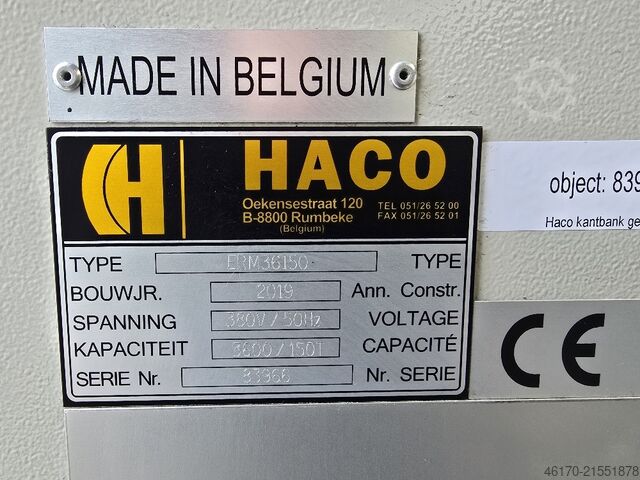 MADE IN BELGIUM
HACO
Oekensestraat 120
B-8800 Rumbeke
(Belgium)
TEL 051/26 52 00
FAX 051/26 52 01
object: 839
Haco kantbank ge
TYPE ERM36150 TYPE
BOUWJR. 2019 Ann. Constr.
SPANNING 380V/50Hz VOLTAGE
KAPACITEIT 3600/150T CAPACITÉ
SERIE Nr. 83966 Nr. SERIE
CE
46170-21551878